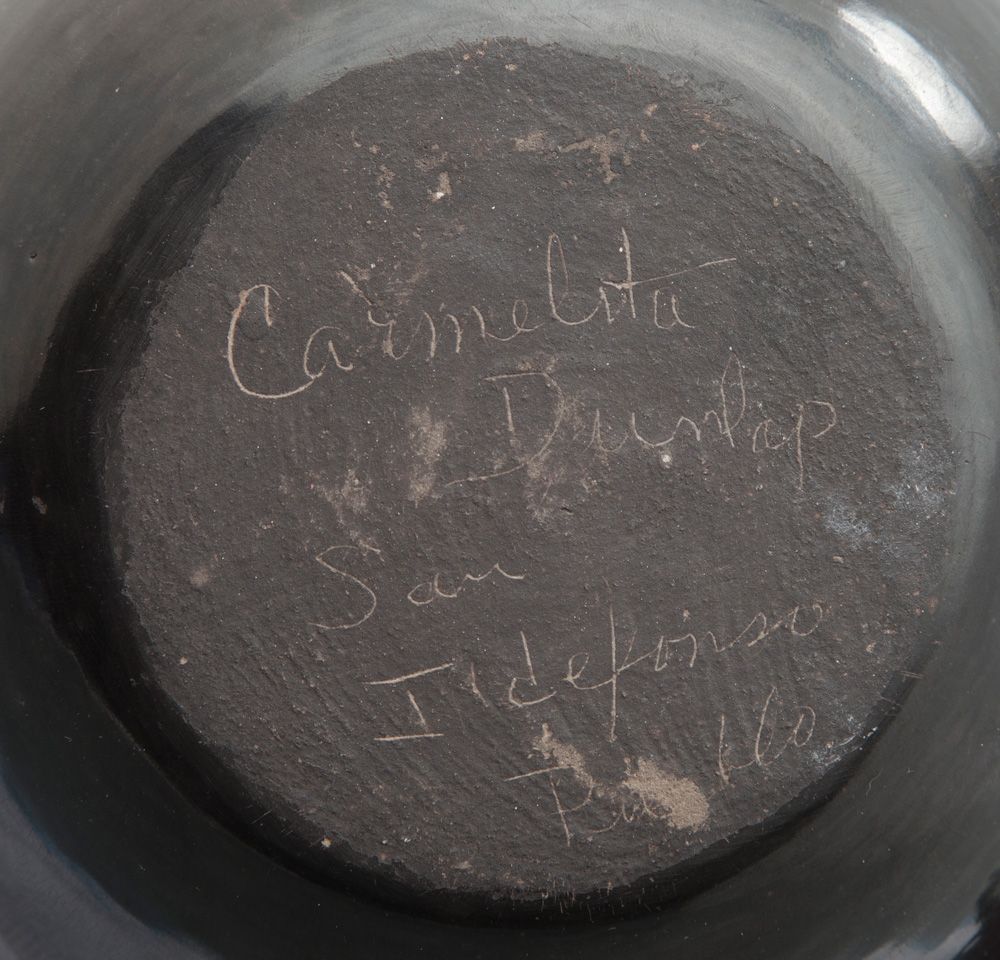 Carmelita
Dunlap
San
Ildefonso
Pueblo